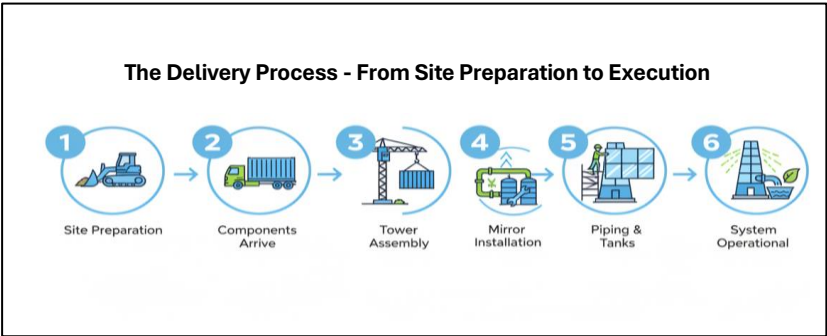 The Delivery Process - From Site Preparation to Execution
1
2
3
4
5
6
Site Preparation
Components
Arrive
Tower
Assembly
Mirror
Installation
Piping &
Tanks
System
Operational